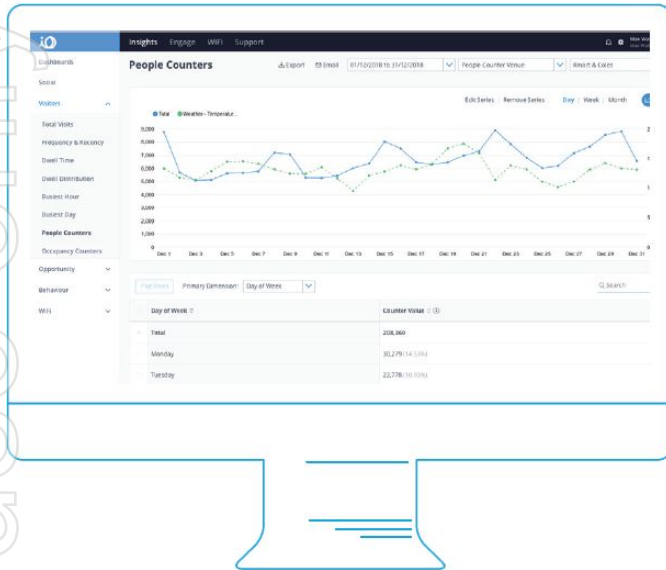 iO
Insights Engage WiFi Support
Dashboards
Social
Visitors
Total Visits
Frequency & Recency
Dwell Time
Dwell Distribution
Busiest Hour
Busiest Day
People Counters
Occupancy Counters
Opportunity
Behaviour
WiFi
People Counters
Export Email 01/12/2018 to 31/12/2018 People Counter Venue Smart & Coles
Edit Series | Remove Series Day | Week | Month
Total Weather - Temperatur...
9,000
8,000
7,000
6,000
5,000
4,000
3,000
2,000
1,000
0
Dec 1 Dec 3 Dec 5 Dec 7 Dec 9 Dec 11 Dec 13 Dec 15 Dec 17 Dec 19 Dec 21 Dec 23 Dec 25 Dec 27 Dec 29 Dec 31
Plot Rows Primary Dimension: Day of Week Search
Day of Week Counter Value
Total
Monday 30,279
Tuesday 22,778